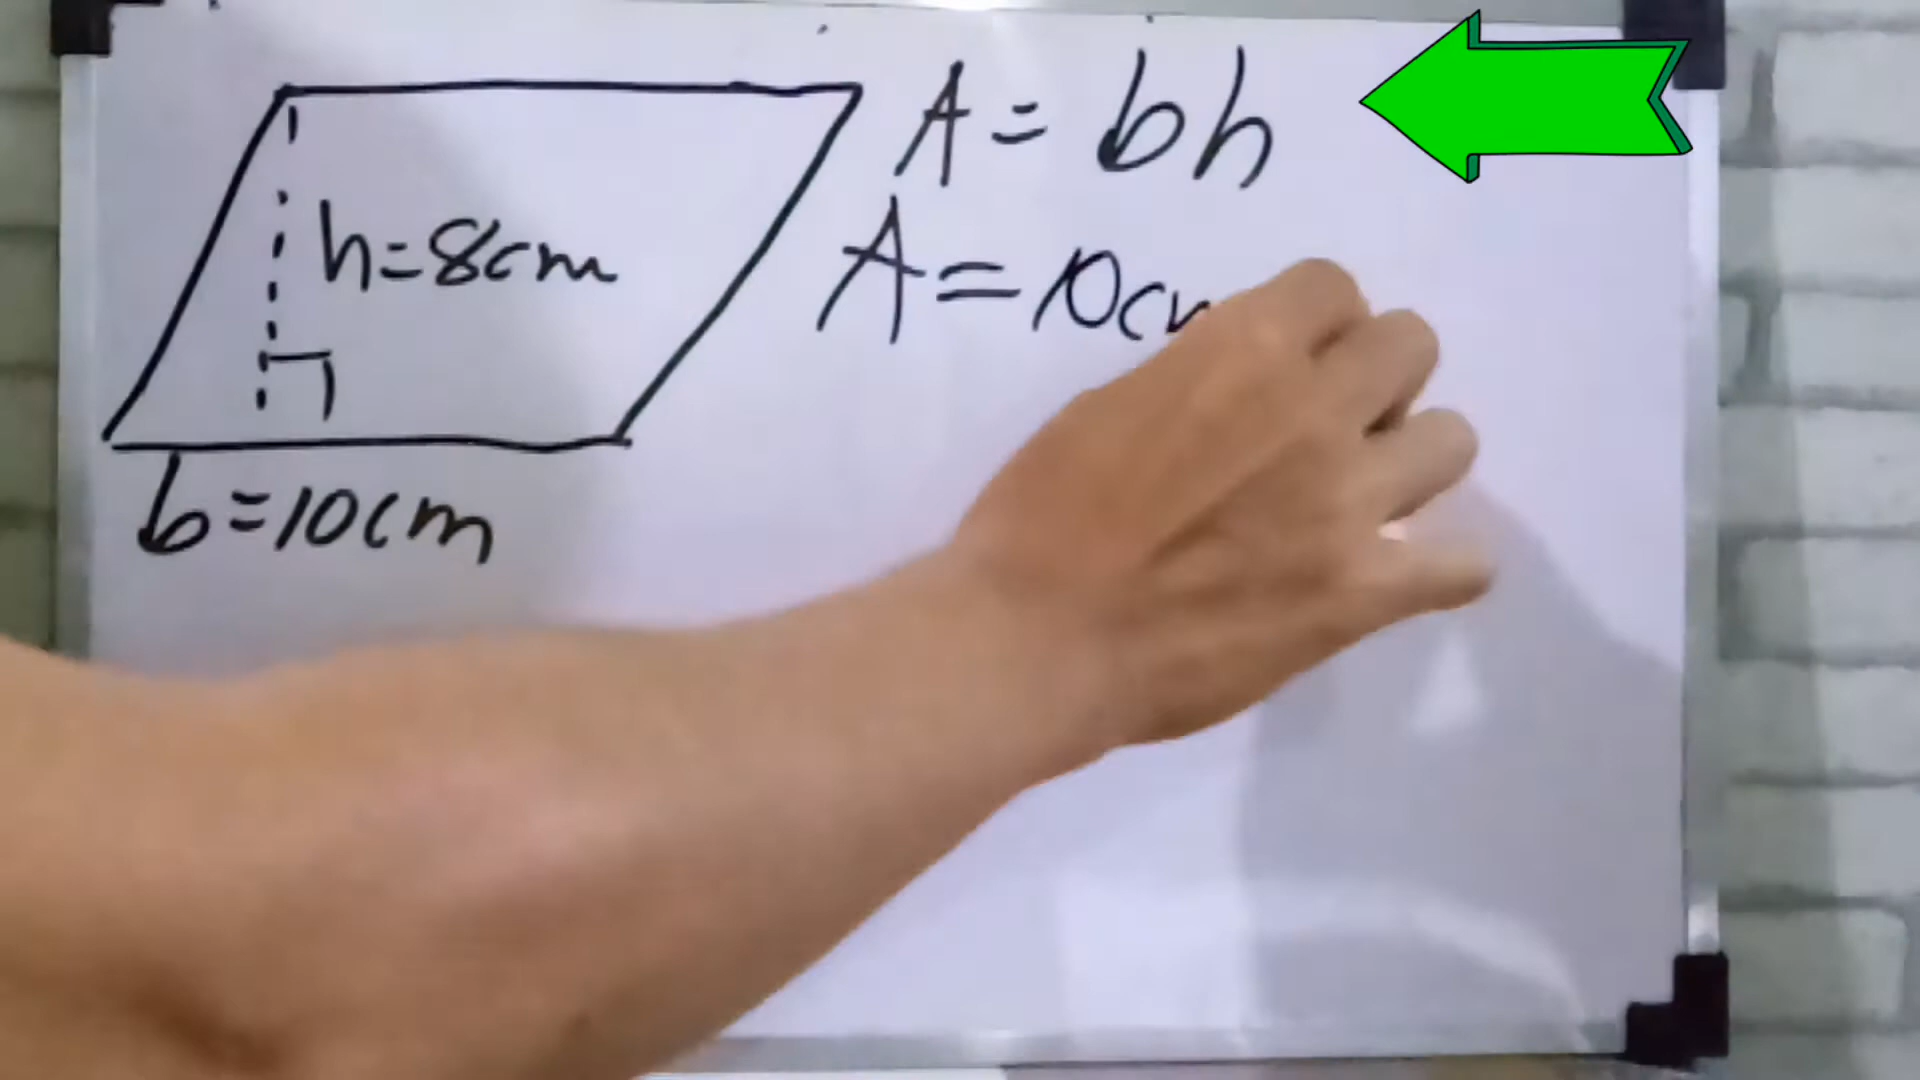 A = bh
h=8cm
A=10c
b=10cm